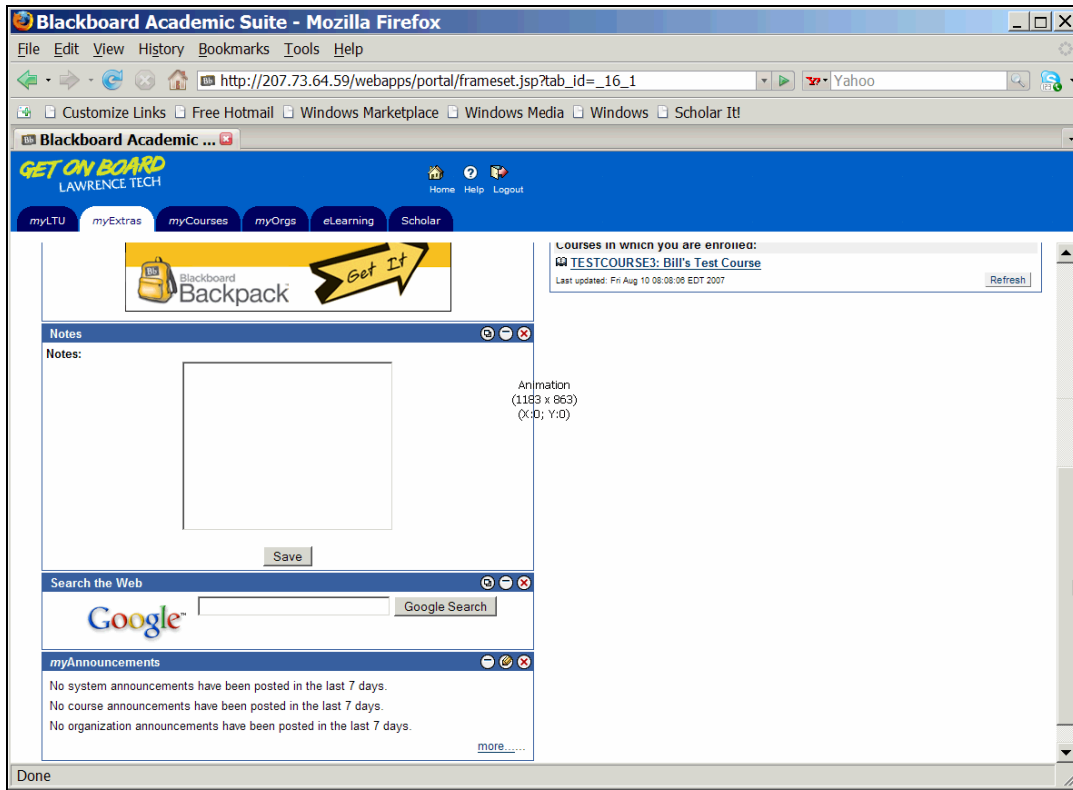 Blackboard Academic Suite - Mozilla Firefox
File Edit View History Bookmarks Tools Help
http://207.73.64.59/webapps/portal/frameset.jsp?tab_id=_16_1 Yahoo
Customize Links Free Hotmail Windows Marketplace Windows Media Windows Scholar It!
Blackboard Academic ...
GET ON BOARD
LAWRENCE TECH
Home Help Logout
myLTU myExtras myCourses myOrgs eLearning Scholar
Bb Blackboard Backpack™ Get It
Courses in which you are enrolled:
TESTCOURSE3: Bill's Test Course
Last updated: Fri Aug 10 08:08:06 EDT 2007 Refresh
Notes
Notes:
Animation
(1183 x 863)
(X:0; Y:0)
Save
Search the Web
Google™ Google Search
myAnnouncements
No system announcements have been posted in the last 7 days.
No course announcements have been posted in the last 7 days.
No organization announcements have been posted in the last 7 days.
more......
Done